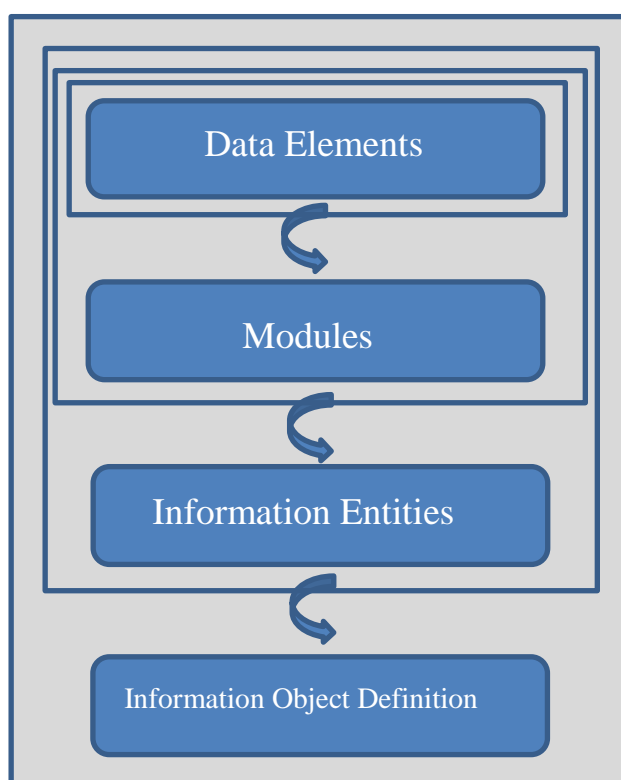 Data Elements
Modules
Information Entities
Information Object Definition